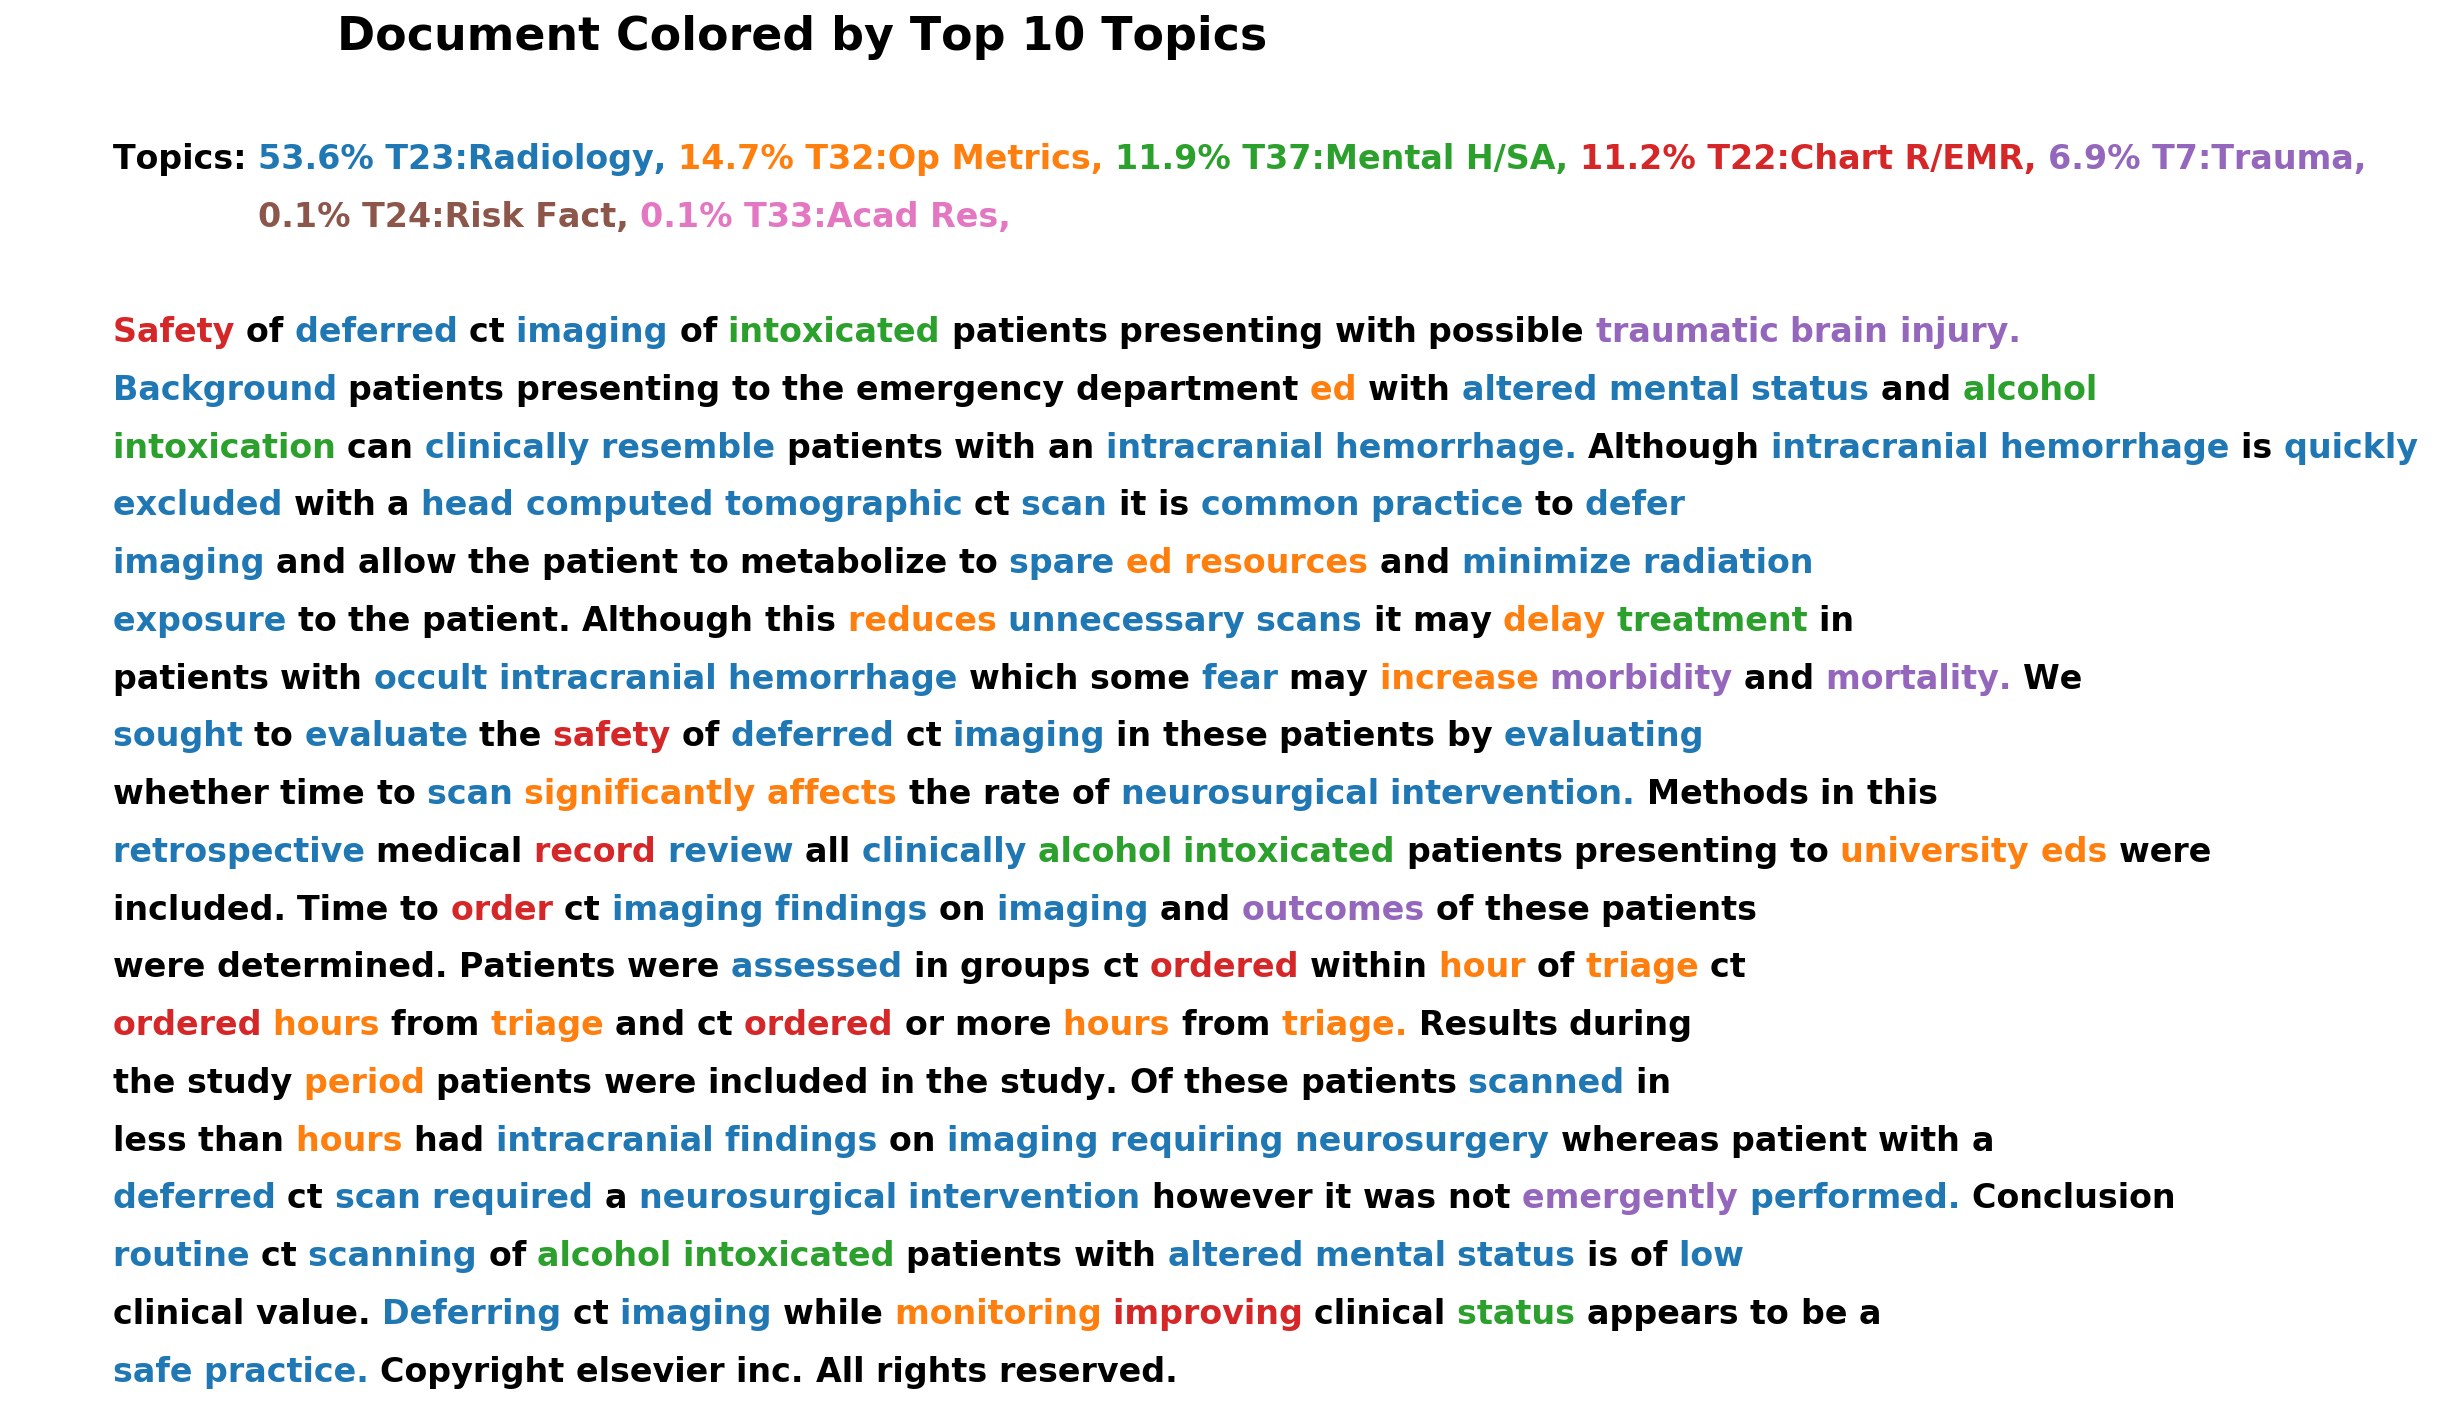 Document Colored by Top 10 Topics
Topics: 53.6% T23:Radiology, 14.7% T32:Op Metrics, 11.9% T37:Mental H/SA, 11.2% T22:Chart R/EMR, 6.9% T7:Trauma,
0.1% T24:Risk Fact, 0.1% T33:Acad Res,
Safety of deferred ct imaging of intoxicated patients presenting with possible traumatic brain injury.
Background patients presenting to the emergency department ed with altered mental status and alcohol
intoxication can clinically resemble patients with an intracranial hemorrhage. Although intracranial hemorrhage is quickly
excluded with a head computed tomographic ct scan it is common practice to defer
imaging and allow the patient to metabolize to spare ed resources and minimize radiation
exposure to the patient. Although this reduces unnecessary scans it may delay treatment in
patients with occult intracranial hemorrhage which some fear may increase morbidity and mortality. We
sought to evaluate the safety of deferred ct imaging in these patients by evaluating
whether time to scan significantly affects the rate of neurosurgical intervention. Methods in this
retrospective medical record review all clinically alcohol intoxicated patients presenting to university eds were
included. Time to order ct imaging findings on imaging and outcomes of these patients
were determined. Patients were assessed in groups ct ordered within hour of triage ct
ordered hours from triage and ct ordered or more hours from triage. Results during
the study period patients were included in the study. Of these patients scanned in
less than hours had intracranial findings on imaging requiring neurosurgery whereas patient with a
deferred ct scan required a neurosurgical intervention however it was not emergently performed. Conclusion
routine ct scanning of alcohol intoxicated patients with altered mental status is of low
clinical value. Deferring ct imaging while monitoring improving clinical status appears to be a
safe practice. Copyright elsevier inc. All rights reserved.